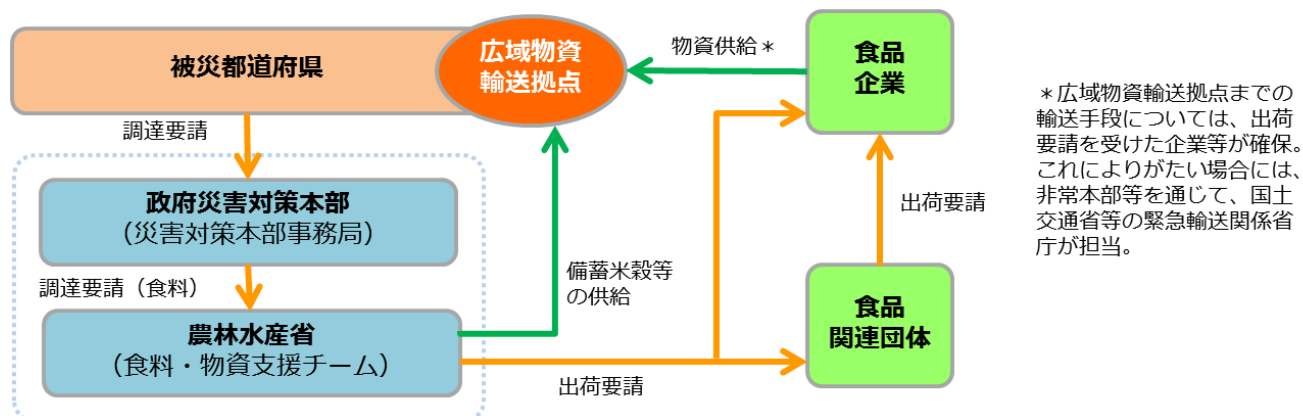 被災都道府県
広域物資
輸送拠点
物資供給＊
食品
企業
調達要請
政府災害対策本部
（災害対策本部事務局）
調達要請（食料）
農林水産省
（食料・物資支援チーム）
備蓄米穀等
の供給
出荷要請
出荷要請
食品
関連団体
＊広域物資輸送拠点までの
輸送手段については、出荷
要請を受けた企業等が確保。
これによりがたい場合には、
非常本部等を通じて、国土
交通省等の緊急輸送関係省
庁が担当。